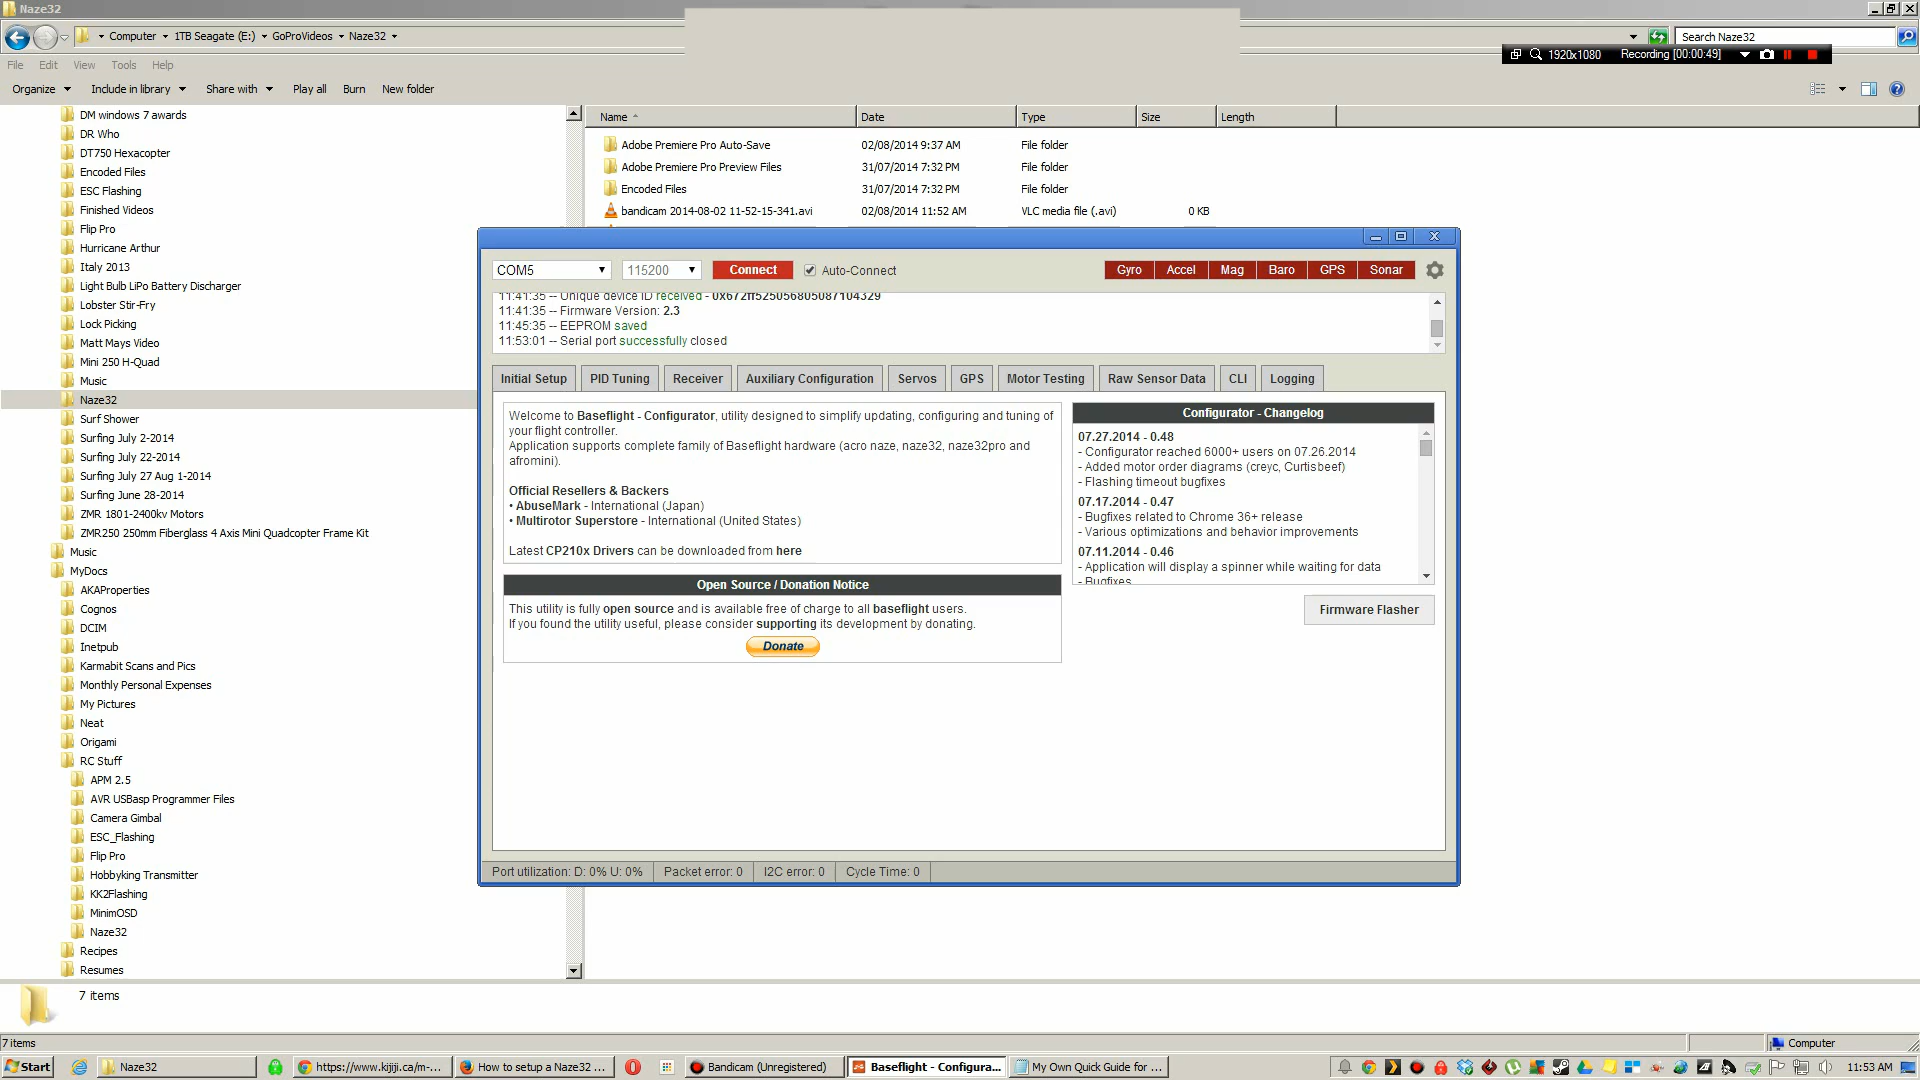 Naze32
Computer
1TB Seagate (E:)
GoProVideos
Naze32
Search Naze32
1920x1080
Recording [00:00:49]
File
Edit
View
Tools
Help
Organize
Include in library
Share with
Play all
Burn
New folder
DM windows 7 awards
DR Who
DT750 Hexacopter
Encoded Files
ESC Flashing
Finished Videos
Flip Pro
Hurricane Arthur
Italy 2013
Light Bulb LiPo Battery Discharger
Lobster Stir-Fry
Lock Picking
Matt Mays Video
Mini 250 H-Quad
Music
Naze32
Surf Shower
Surfing July 2-2014
Surfing July 22-2014
Surfing July 27 Aug 1-2014
Surfing June 28-2014
ZMR 1801-2400kv Motors
ZMR250 250mm Fiberglass 4 Axis Mini Quadcopter Frame Kit
Music
MyDocs
AKAProperties
Cognos
DCIM
Inetpub
Karmabit Scans and Pics
Monthly Personal Expenses
My Pictures
Neat
Origami
RC Stuff
APM 2.5
AVR USBasp Programmer Files
Camera Gimbal
ESC_Flashing
Flip Pro
Hobbyking Transmitter
KK2Flashing
MinimOSD
Naze32
Recipes
Resumes
Name
Date
Type
Size
Length
Adobe Premiere Pro Auto-Save 02/08/2014 9:37 AM File folder
Adobe Premiere Pro Preview Files 31/07/2014 7:32 PM File folder
Encoded Files 31/07/2014 7:32 PM File folder
bandicam 2014-08-02 11-52-15-341.avi 02/08/2014 11:52 AM VLC media file (.avi) 0 KB
COM5
115200
Connect
Auto-Connect
Gyro
Accel
Mag
Baro
GPS
Sonar
11:41:35 -- Unique device ID received - 0x672ff525056805087104329
11:41:35 -- Firmware Version: 2.3
11:45:35 -- EEPROM saved
11:53:01 -- Serial port successfully closed
Initial Setup
PID Tuning
Receiver
Auxiliary Configuration
Servos
GPS
Motor Testing
Raw Sensor Data
CLI
Logging
Welcome to Baseflight - Configurator, utility designed to simplify updating, configuring and tuning of
your flight controller.
Application supports complete family of Baseflight hardware (acro naze, naze32, naze32pro and
afromini).
Official Resellers & Backers
• AbuseMark - International (Japan)
• Multirotor Superstore - International (United States)
Latest CP210x Drivers can be downloaded from here
Open Source / Donation Notice
This utility is fully open source and is available free of charge to all baseflight users.
If you found the utility useful, please consider supporting its development by donating.
Donate
Configurator - Changelog
07.27.2014 - 0.48
- Configurator reached 6000+ users on 07.26.2014
- Added motor order diagrams (creyc, Curtisbeef)
- Flashing timeout bugfixes
07.17.2014 - 0.47
- Bugfixes related to Chrome 36+ release
- Various optimizations and behavior improvements
07.11.2014 - 0.46
- Application will display a spinner while waiting for data
- Bugfixes
Firmware Flasher
Port utilization: D: 0% U: 0%
Packet error: 0
I2C error: 0
Cycle Time: 0
7 items
7 items
Computer
Start
Naze32
https://www.kijiji.ca/m-...
How to setup a Naze32 ...
Bandicam (Unregistered)
Baseflight - Configura...
My Own Quick Guide for ...
11:53 AM